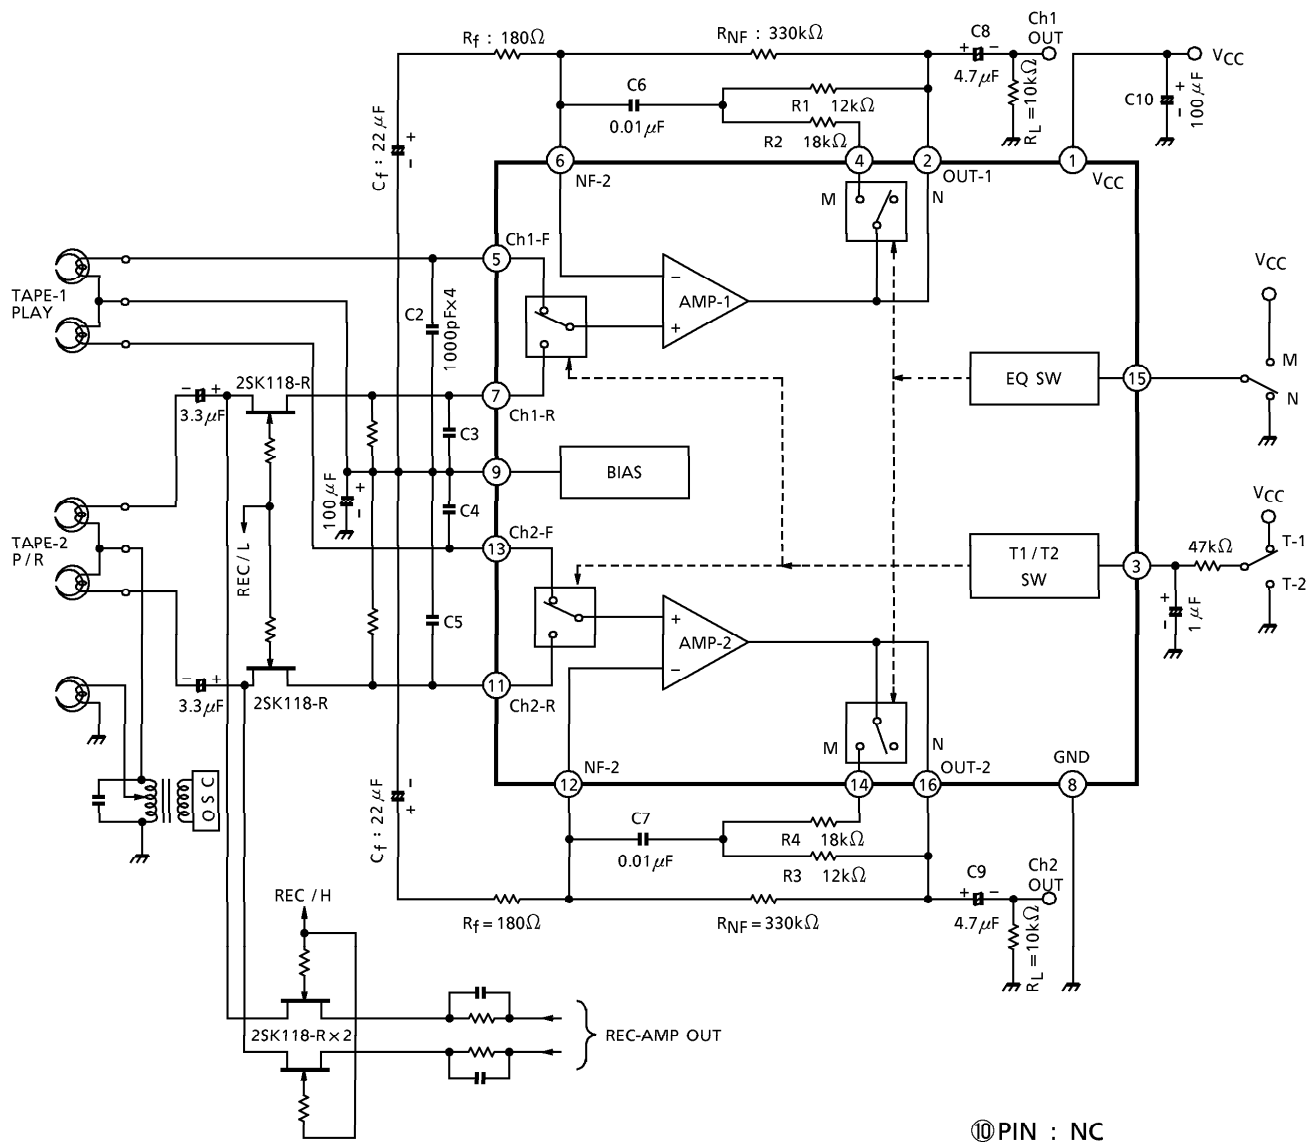 Rf : 180Ω
RNF : 330kΩ
C8
4.7μF
Ch1
OUT
VCC
C6
0.01μF
R1 12kΩ
R2 18kΩ
RL=10kΩ
C10
100μF
Cf : 22μF
6
4
2
1
NF-2
OUT-1
VCC
M
N
Ch1-F
5
TAPE-1
PLAY
C2
1000pF×4
AMP-1
VCC
M
N
EQ SW
15
2SK118-R
3.3μF
7
Ch1-R
C3
9
BIAS
100μF
C4
VCC
T-1
T-2
Ch2-F
13
TAPE-2
P/R
REC/L
T1/T2
SW
3
47kΩ
1μF
C5
AMP-2
11
Ch2-R
3.3μF
2SK118-R
M
N
NF-2
OUT-2
GND
12
14
16
8
OSC
Cf : 22μF
C7
0.01μF
R4 18kΩ
R3 12kΩ
C9
4.7μF
Ch2
OUT
REC/H
Rf=180Ω
RNF=330kΩ
RL=10kΩ
2SK118-R×2
REC-AMP OUT
⑩PIN : NC